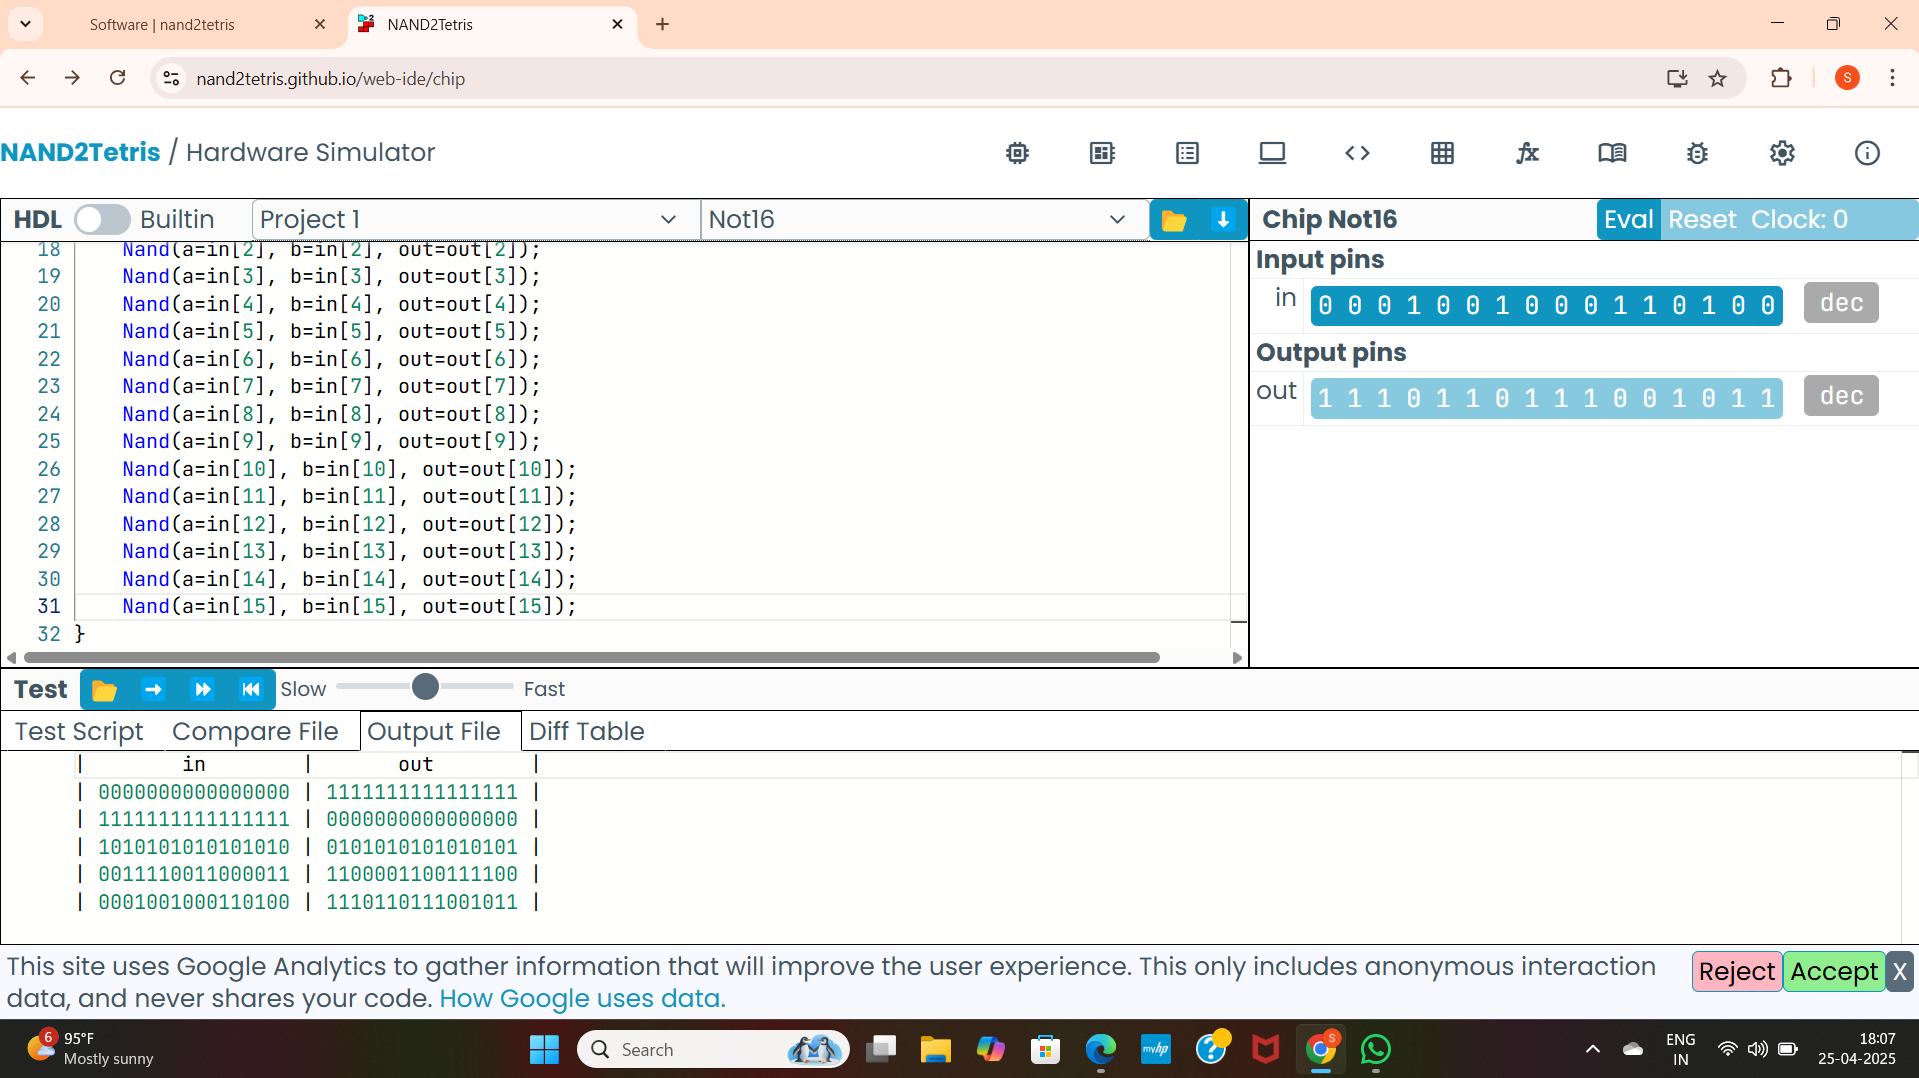 Software | nand2tetris
NAND2Tetris
nand2tetris.github.io/web-ide/chip
S
NAND2Tetris / Hardware Simulator
HDL Builtin Project 1 Not16
Chip Not16 Eval Reset Clock: 0
18 Nand(a=in[2], b=in[2], out=out[2]);
19 Nand(a=in[3], b=in[3], out=out[3]);
20 Nand(a=in[4], b=in[4], out=out[4]);
21 Nand(a=in[5], b=in[5], out=out[5]);
22 Nand(a=in[6], b=in[6], out=out[6]);
23 Nand(a=in[7], b=in[7], out=out[7]);
24 Nand(a=in[8], b=in[8], out=out[8]);
25 Nand(a=in[9], b=in[9], out=out[9]);
26 Nand(a=in[10], b=in[10], out=out[10]);
27 Nand(a=in[11], b=in[11], out=out[11]);
28 Nand(a=in[12], b=in[12], out=out[12]);
29 Nand(a=in[13], b=in[13], out=out[13]);
30 Nand(a=in[14], b=in[14], out=out[14]);
31 Nand(a=in[15], b=in[15], out=out[15]);
32 }
Input pins
in 0 0 0 1 0 0 1 0 0 0 1 1 0 1 0 0 dec
Output pins
out 1 1 1 0 1 1 0 1 1 1 0 0 1 0 1 1 dec
Test Slow Fast
Test Script Compare File Output File Diff Table
| in | out |
| 0000000000000000 | 1111111111111111 |
| 1111111111111111 | 0000000000000000 |
| 1010101010101010 | 0101010101010101 |
| 0011110011000011 | 1100001100111100 |
| 0001001000110100 | 1110110111001011 |
This site uses Google Analytics to gather information that will improve the user experience. This only includes anonymous interaction
data, and never shares your code. How Google uses data.
Reject Accept X
6
95°F
Mostly sunny
Search
myhp
S
ENG
IN
18:07
25-04-2025